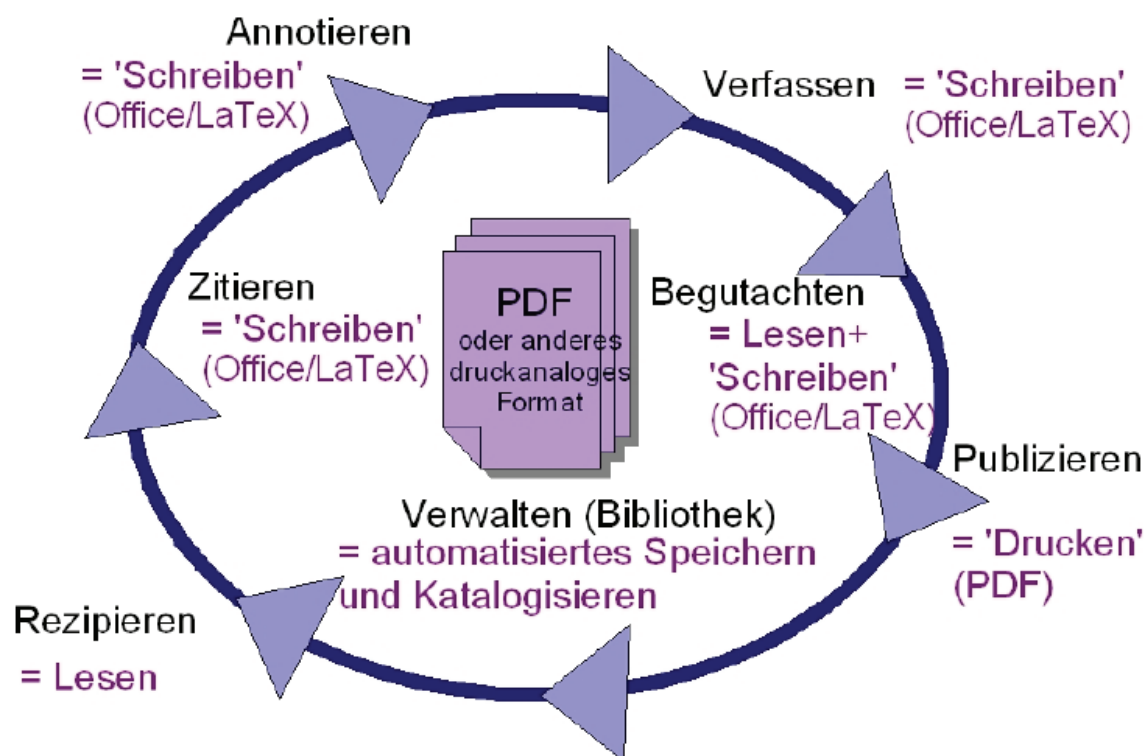 Annotieren
= 'Schreiben'
(Office/LaTeX)
Verfassen
= 'Schreiben'
(Office/LaTeX)
Zitieren
= 'Schreiben'
(Office/LaTeX)
PDF
oder anderes
druckanaloges
Format
Begutachten
= Lesen+
'Schreiben'
(Office/LaTeX)
Publizieren
= 'Drucken'
(PDF)
Verwalten (Bibliothek)
= automatisiertes Speichern
und Katalogisieren
Rezipieren
= Lesen